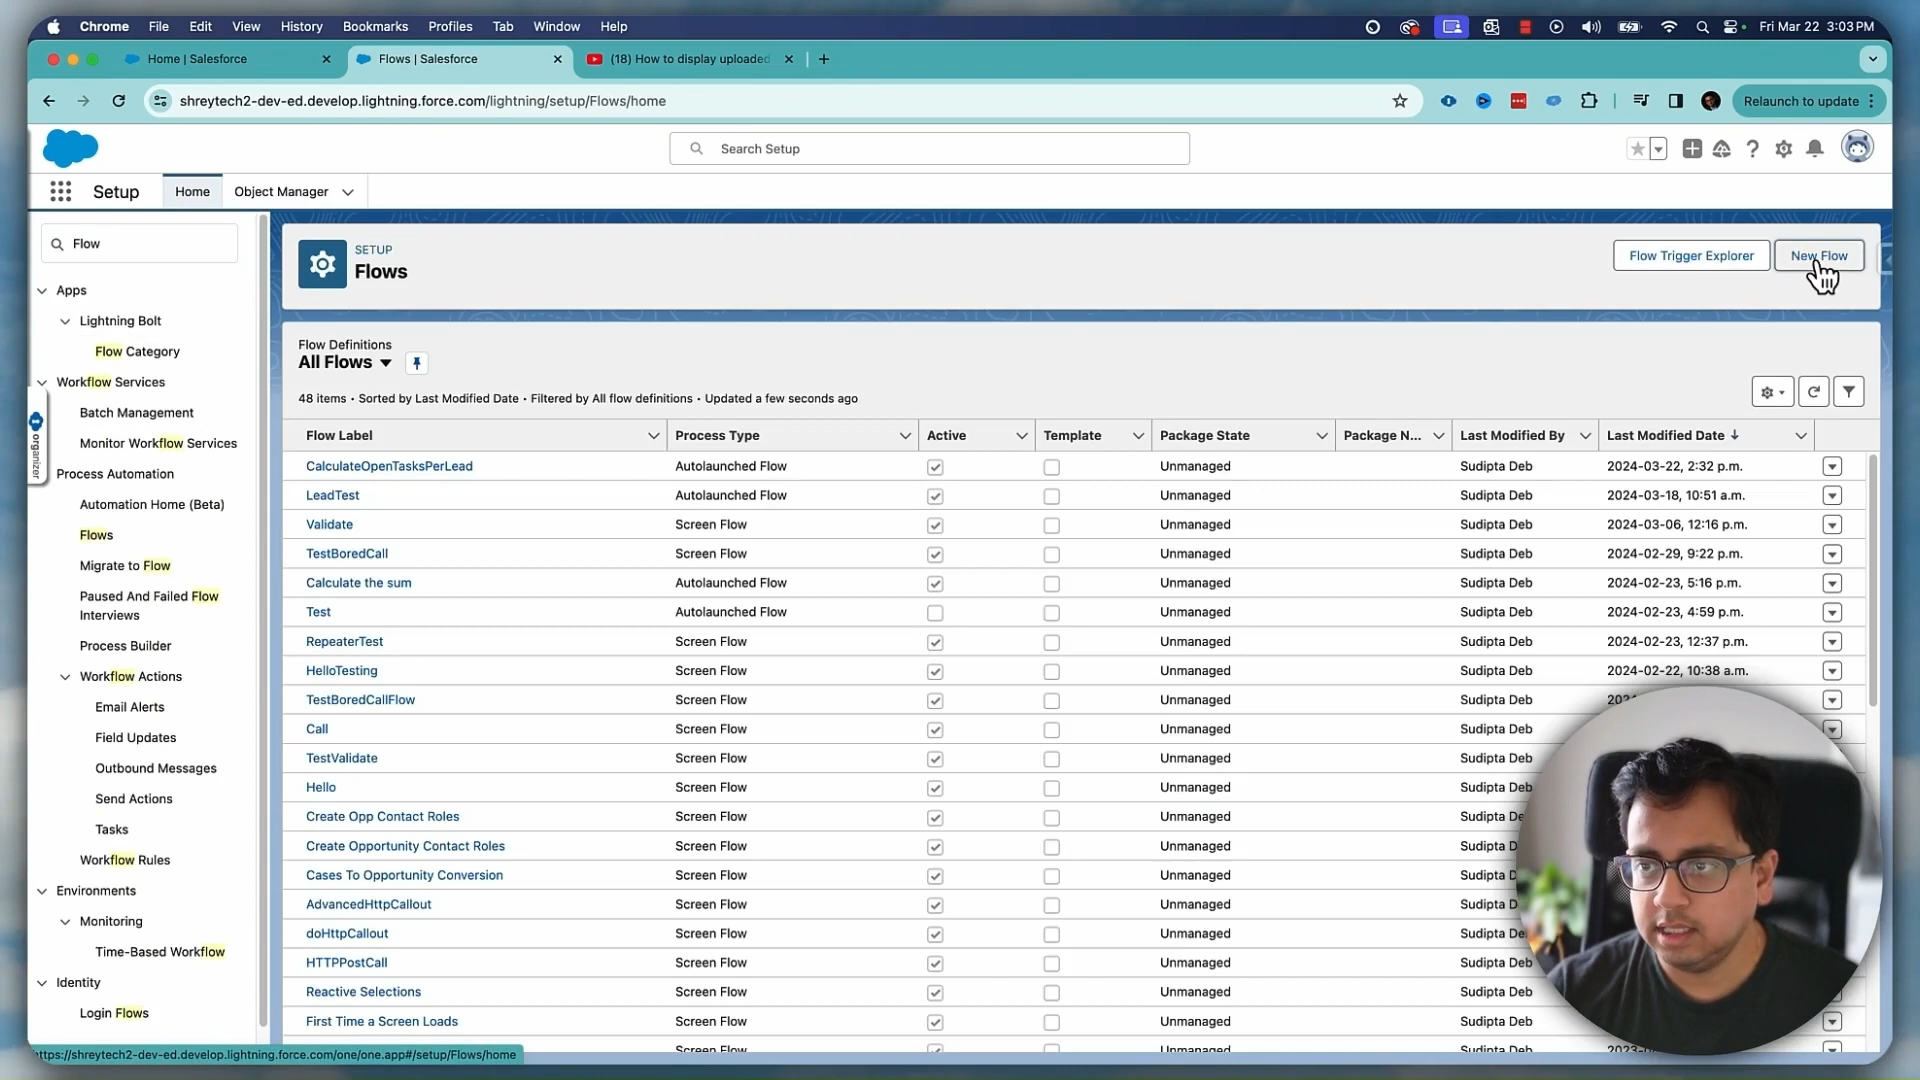 Chrome File Edit View History Bookmarks Profiles Tab Window Help Fri Mar 22 3:03 PM
Home | Salesforce Flows | Salesforce (18) How to display uploaded
shreytech2-dev-ed.develop.lightning.force.com/lightning/setup/Flows/home Relaunch to update
Search Setup
Setup Home Object Manager
Flow
Apps
Lightning Bolt
Flow Category
Workflow Services
Batch Management
Monitor Workflow Services
Process Automation
Automation Home (Beta)
Flows
Migrate to Flow
Paused And Failed Flow
Interviews
Process Builder
Workflow Actions
Email Alerts
Field Updates
Outbound Messages
Send Actions
Tasks
Workflow Rules
Environments
Monitoring
Time-Based Workflow
Identity
Login Flows
organizer
SETUP
Flows
Flow Trigger Explorer New Flow
Flow Definitions
All Flows
48 items • Sorted by Last Modified Date • Filtered by All flow definitions • Updated a few seconds ago
Flow Label Process Type Active Template Package State Package N... Last Modified By Last Modified Date
CalculateOpenTasksPerLead Autolaunched Flow Unmanaged Sudipta Deb 2024-03-22, 2:32 p.m.
LeadTest Autolaunched Flow Unmanaged Sudipta Deb 2024-03-18, 10:51 a.m.
Validate Screen Flow Unmanaged Sudipta Deb 2024-03-06, 12:16 p.m.
TestBoredCall Screen Flow Unmanaged Sudipta Deb 2024-02-29, 9:22 p.m.
Calculate the sum Autolaunched Flow Unmanaged Sudipta Deb 2024-02-23, 5:16 p.m.
Test Autolaunched Flow Unmanaged Sudipta Deb 2024-02-23, 4:59 p.m.
RepeaterTest Screen Flow Unmanaged Sudipta Deb 2024-02-23, 12:37 p.m.
HelloTesting Screen Flow Unmanaged Sudipta Deb 2024-02-22, 10:38 a.m.
TestBoredCallFlow Screen Flow Unmanaged Sudipta Deb
Call Screen Flow Unmanaged Sudipta Deb
TestValidate Screen Flow Unmanaged Sudipta Deb
Hello Screen Flow Unmanaged Sudipta Deb
Create Opp Contact Roles Screen Flow Unmanaged Sudipta De
Create Opportunity Contact Roles Screen Flow Unmanaged Sudipta De
Cases To Opportunity Conversion Screen Flow Unmanaged Sudipta De
AdvancedHttpCallout Screen Flow Unmanaged Sudipta De
doHttpCallout Screen Flow Unmanaged Sudipta Deb
HTTPPostCall Screen Flow Unmanaged Sudipta Deb
Reactive Selections Screen Flow Unmanaged Sudipta Deb
First Time a Screen Loads Screen Flow Unmanaged Sudipta Deb
Screen Flow Unmanaged Sudipta Deb
https://shreytech2-dev-ed.develop.lightning.force.com/one/one.app#/setup/Flows/home